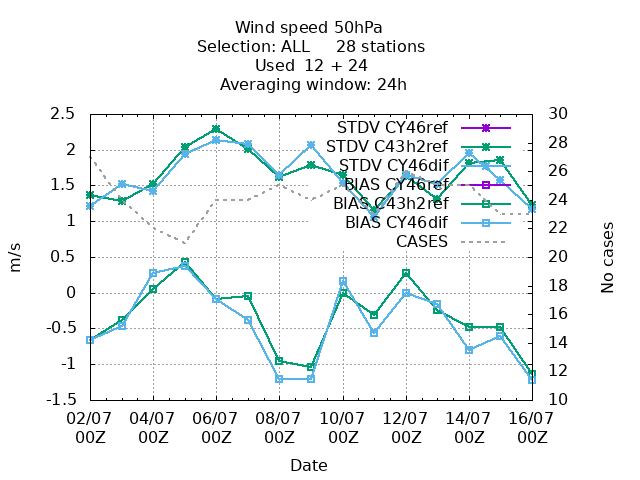 Wind speed 50hPa
Selection: ALL 28 stations
Used 12 + 24
Averaging window: 24h
STDV CY46ref
STDV C43h2ref
STDV CY46dif
BIAS CY46ref
BIAS C43h2ref
BIAS CY46dif
CASES
2.5
2
1.5
1
0.5
0
-0.5
-1
-1.5
m/s
30
28
26
24
22
20
18
16
14
12
10
No cases
02/07 04/07 06/07 08/07 10/07 12/07 14/07 16/07
00Z 00Z 00Z 00Z 00Z 00Z 00Z 00Z
Date